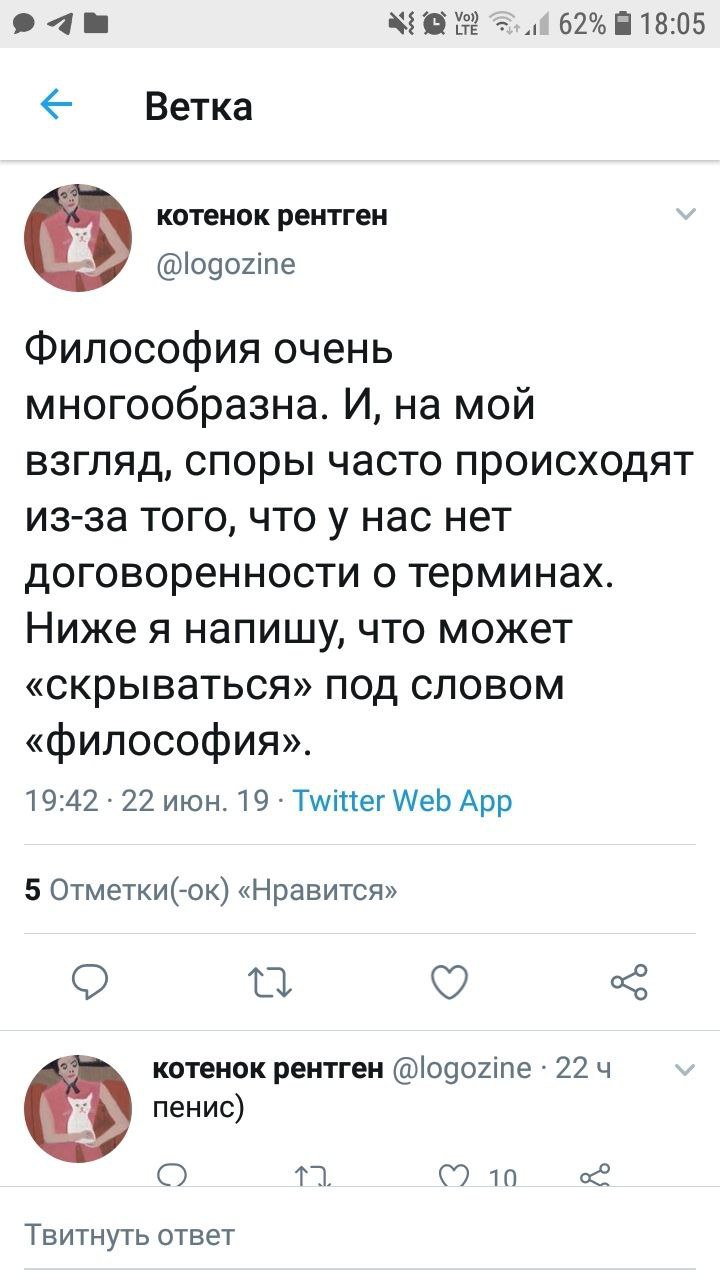 Vo)) LTE 62% 18:05
Ветка
котенок рентген
@logozine
Философия очень
многообразна. И, на мой
взгляд, споры часто происходят
из-за того, что у нас нет
договоренности о терминах.
Ниже я напишу, что может
«скрываться» под словом
«философия».
19:42 · 22 июн. 19 · Twitter Web App
5 Отметки(-ок) «Нравится»
котенок рентген @logozine · 22 ч
пенис)
10
Твитнуть ответ